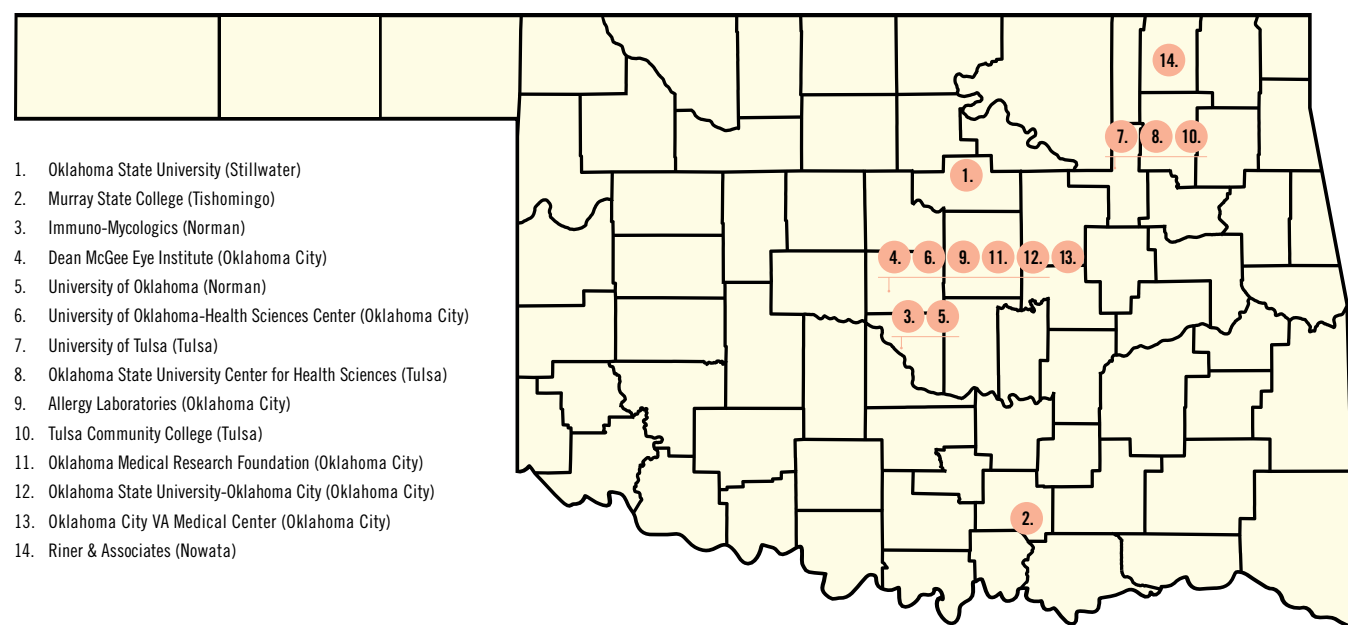 14.
7. 8. 10.
1. Oklahoma State University (Stillwater)
1.
2. Murray State College (Tishomingo)
3. Immuno-Mycologics (Norman)
4. Dean McGee Eye Institute (Oklahoma City)
4. 6. 9. 11. 12. 13.
5. University of Oklahoma (Norman)
6. University of Oklahoma-Health Sciences Center (Oklahoma City)
3. 5.
7. University of Tulsa (Tulsa)
8. Oklahoma State University Center for Health Sciences (Tulsa)
9. Allergy Laboratories (Oklahoma City)
10. Tulsa Community College (Tulsa)
11. Oklahoma Medical Research Foundation (Oklahoma City)
12. Oklahoma State University-Oklahoma City (Oklahoma City)
13. Oklahoma City VA Medical Center (Oklahoma City)
2.
14. Riner & Associates (Nowata)